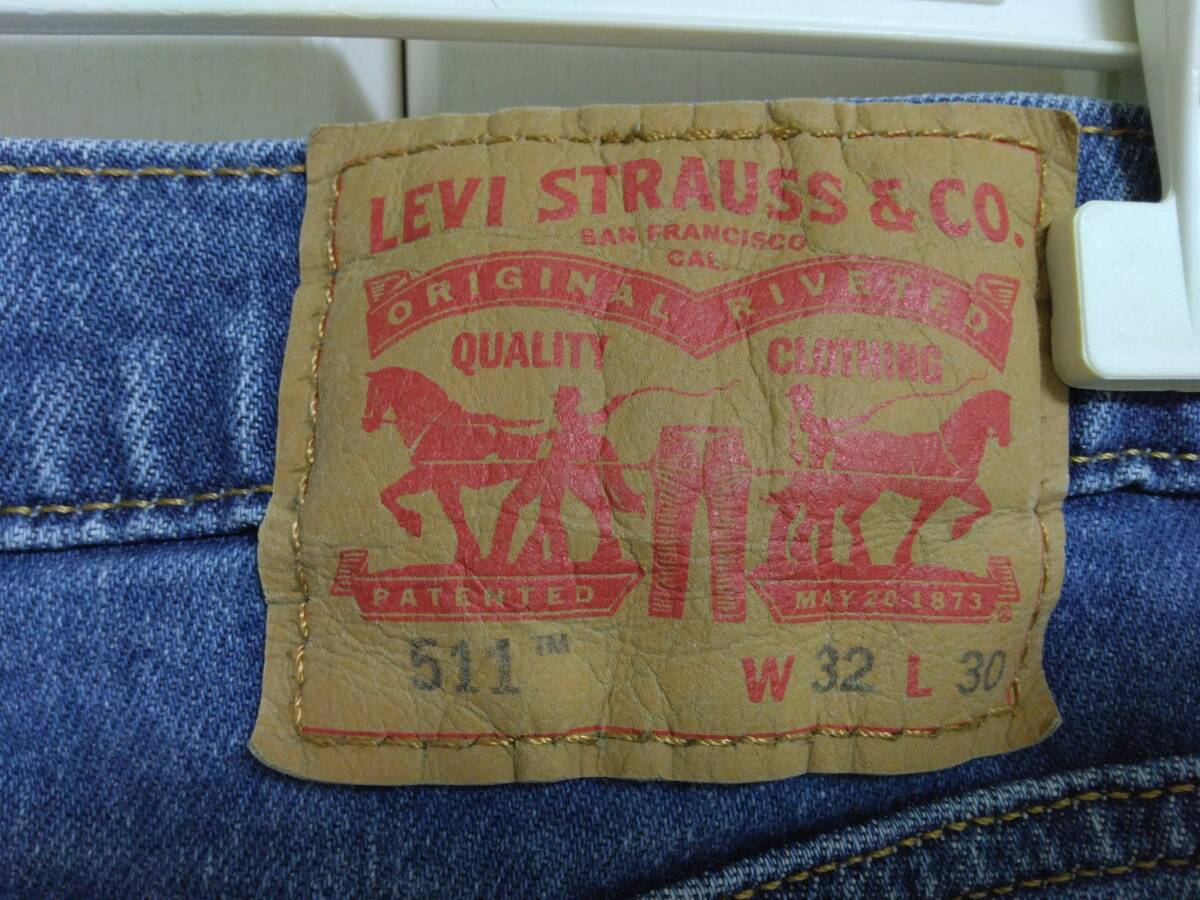 LEVI STRAUSS & CO.
SAN FRANCISCO
CAL.
ORIGINAL RIVETED
QUALITY CLOTHING
PATENTED MAY 20 1873 ®
511™ W 32 L 30